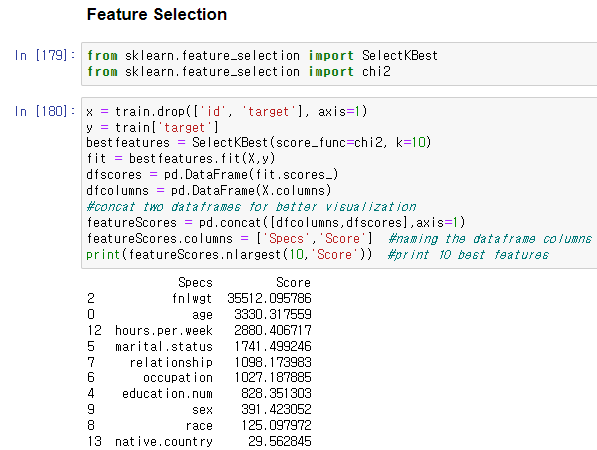 Feature Selection
In [179]: from sklearn.feature_selection import SelectKBest
from sklearn.feature_selection import chi2
In [180]: x = train.drop(['id', 'target'], axis=1)
y = train['target']
bestfeatures = SelectKBest(score_func=chi2, k=10)
fit = bestfeatures.fit(X,y)
dfscores = pd.DataFrame(fit.scores_)
dfcolumns = pd.DataFrame(X.columns)
#concat two dataframes for better visualization
featureScores = pd.concat([dfcolumns,dfscores],axis=1)
featureScores.columns = ['Specs','Score']  #naming the dataframe columns
print(featureScores.nlargest(10,'Score'))  #print 10 best features
Specs Score
2 fnlwgt 35512.095786
0 age 3330.317559
12 hours.per.week 2880.406717
5 marital.status 1741.499246
7 relationship 1098.173983
6 occupation 1027.187885
4 education.num 828.351303
9 sex 391.423052
8 race 125.097972
13 native.country 29.562845